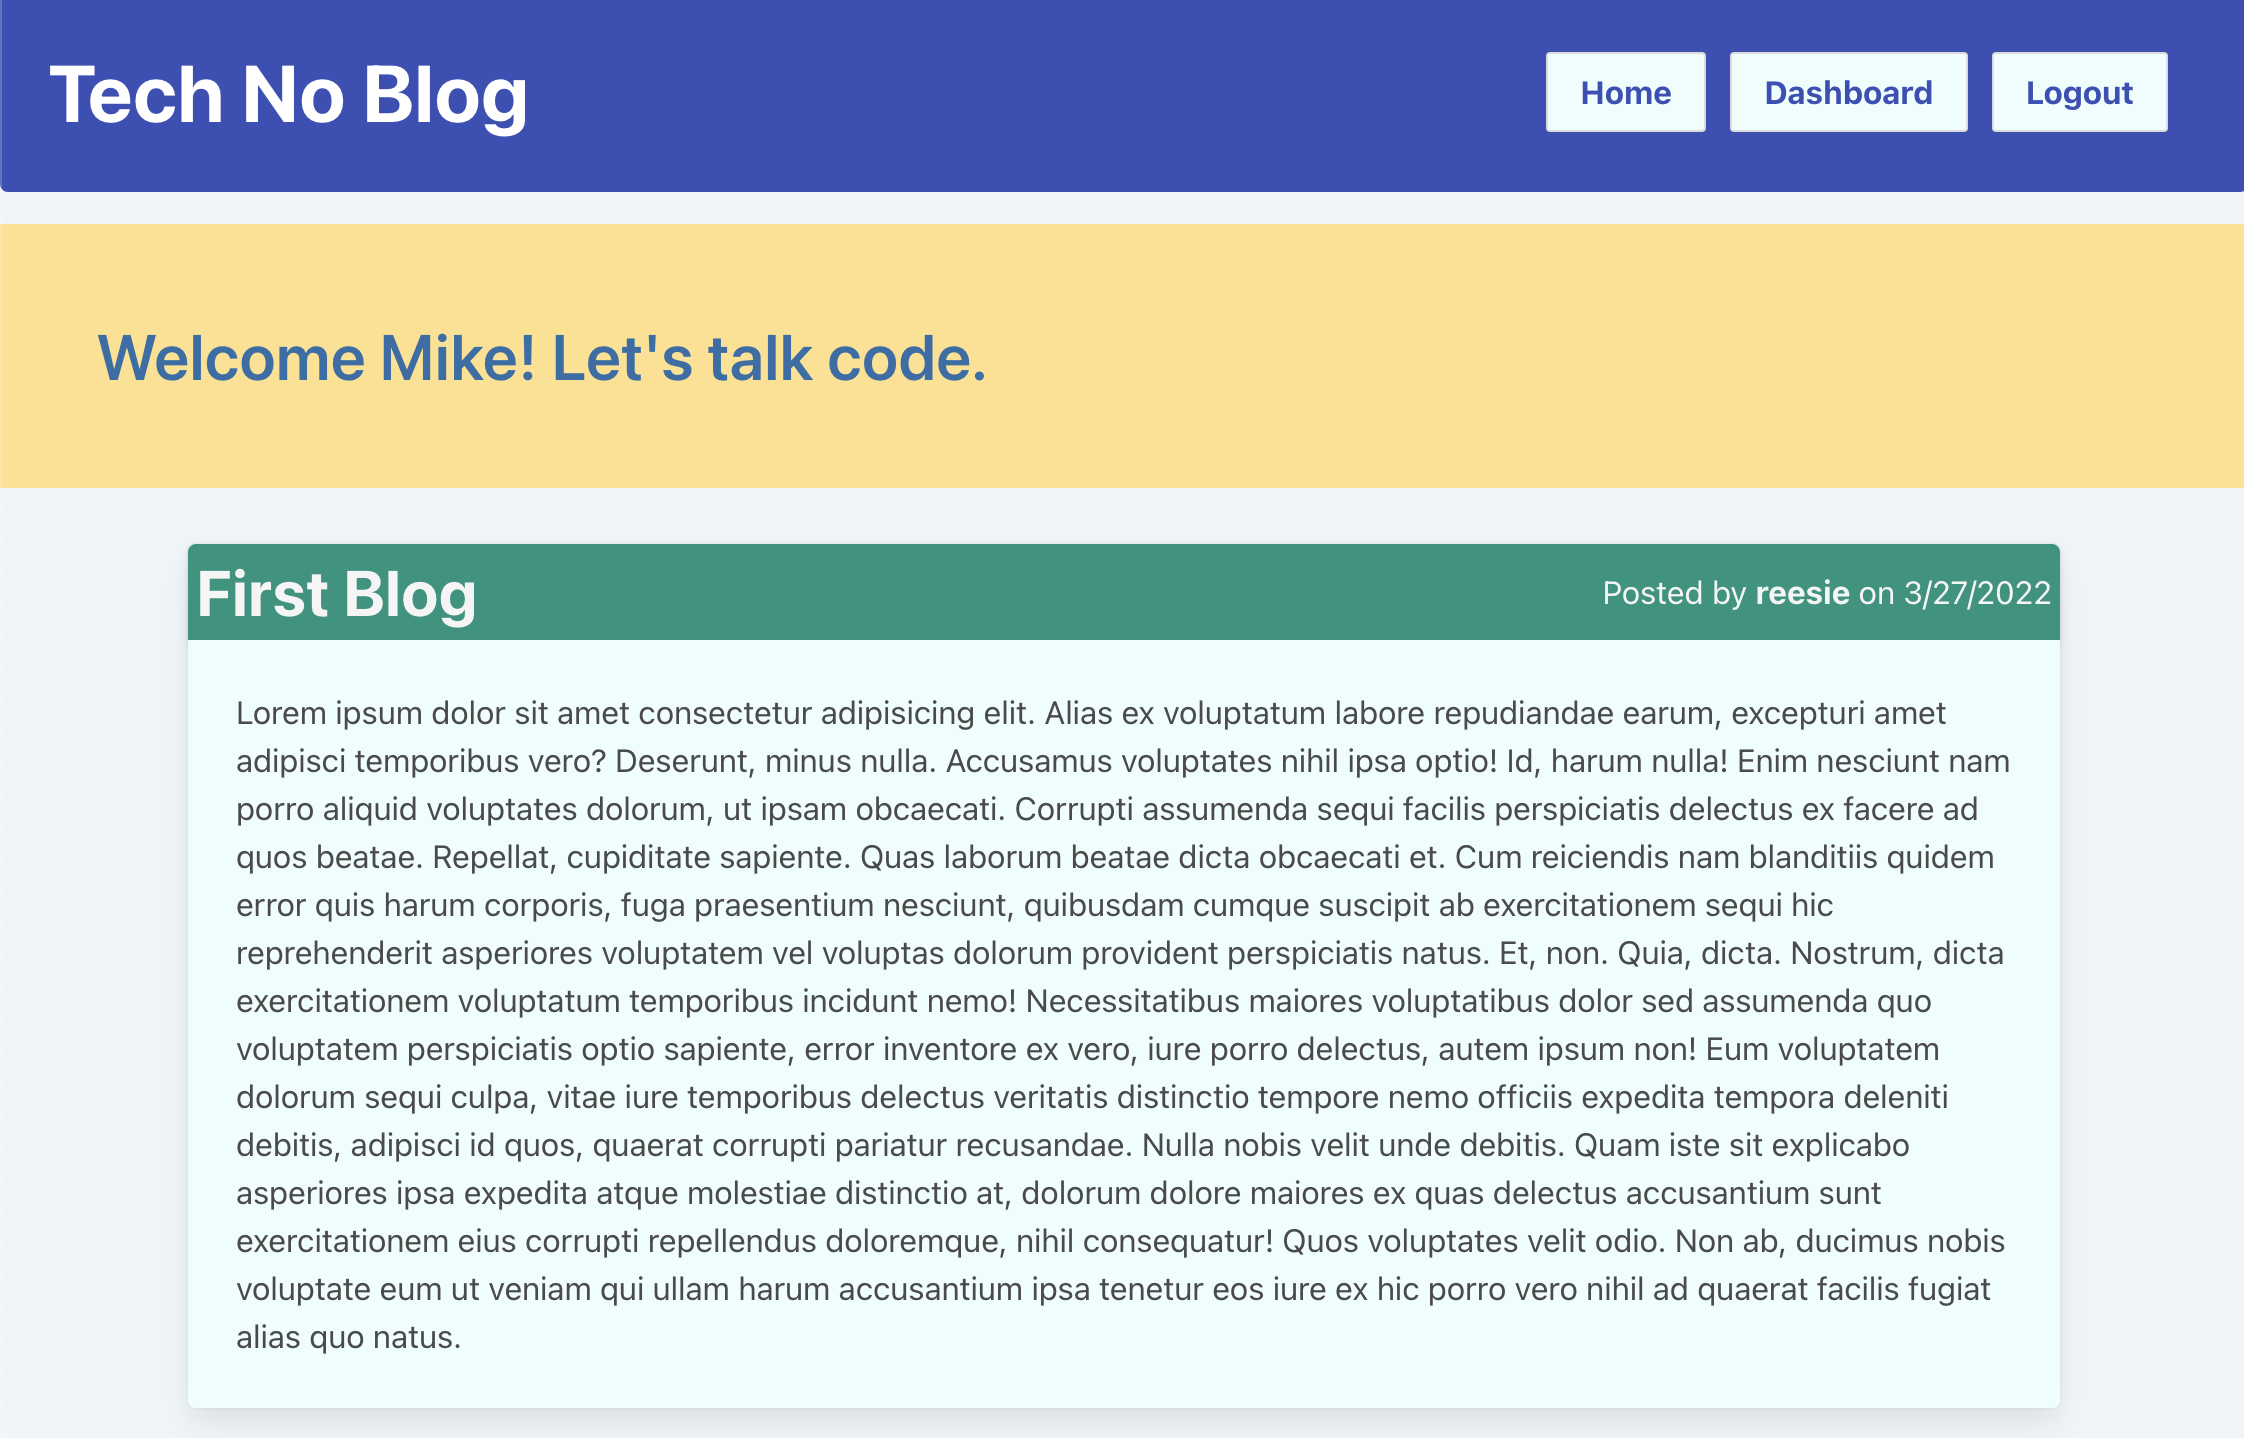 Tech No Blog
Home
Dashboard
Logout
Welcome Mike! Let's talk code.
First Blog
Posted by reesie on 3/27/2022
Lorem ipsum dolor sit amet consectetur adipisicing elit. Alias ex voluptatum labore repudiandae earum, excepturi amet
adipisci temporibus vero? Deserunt, minus nulla. Accusamus voluptates nihil ipsa optio! Id, harum nulla! Enim nesciunt nam
porro aliquid voluptates dolorum, ut ipsam obcaecati. Corrupti assumenda sequi facilis perspiciatis delectus ex facere ad
quos beatae. Repellat, cupiditate sapiente. Quas laborum beatae dicta obcaecati et. Cum reiciendis nam blanditiis quidem
error quis harum corporis, fuga praesentium nesciunt, quibusdam cumque suscipit ab exercitationem sequi hic
reprehenderit asperiores voluptatem vel voluptas dolorum provident perspiciatis natus. Et, non. Quia, dicta. Nostrum, dicta
exercitationem voluptatum temporibus incidunt nemo! Necessitatibus maiores voluptatibus dolor sed assumenda quo
voluptatem perspiciatis optio sapiente, error inventore ex vero, iure porro delectus, autem ipsum non! Eum voluptatem
dolorum sequi culpa, vitae iure temporibus delectus veritatis distinctio tempore nemo officiis expedita tempora deleniti
debitis, adipisci id quos, quaerat corrupti pariatur recusandae. Nulla nobis velit unde debitis. Quam iste sit explicabo
asperiores ipsa expedita atque molestiae distinctio at, dolorum dolore maiores ex quas delectus accusantium sunt
exercitationem eius corrupti repellendus doloremque, nihil consequatur! Quos voluptates velit odio. Non ab, ducimus nobis
voluptate eum ut veniam qui ullam harum accusantium ipsa tenetur eos iure ex hic porro vero nihil ad quaerat facilis fugiat
alias quo natus.